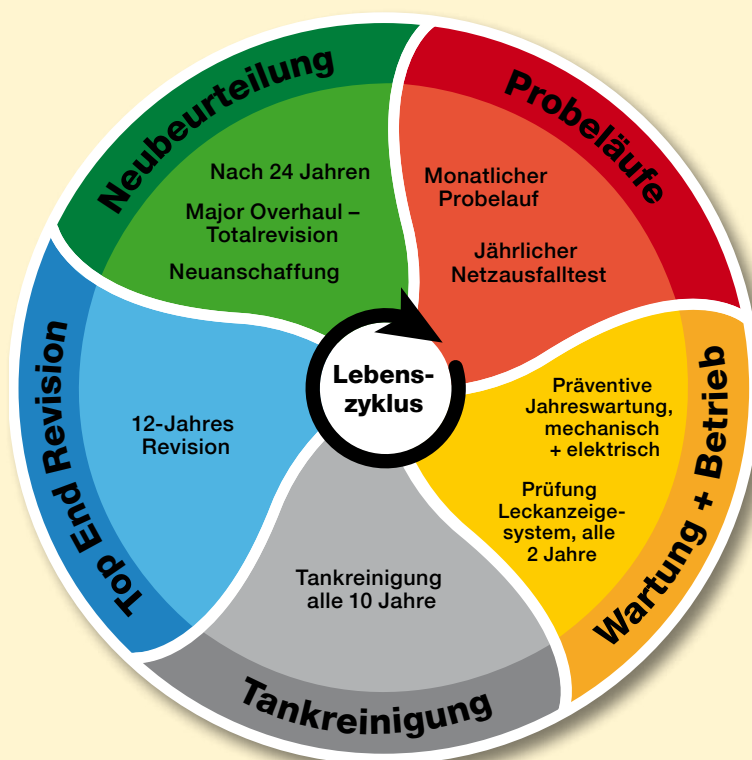 Neubeurteilung
Nach 24 Jahren
Major Overhaul –
Totalrevision
Neuanschaffung
Probeläufe
Monatlicher
Probelauf
Jährlicher
Netzausfalltest
Wartung + Betrieb
Präventive
Jahreswartung,
mechanisch
+ elektrisch
Prüfung
Leckanzeige-
system, alle
2 Jahre
Tankreinigung
Tankreinigung
alle 10 Jahre
Top End Revision
12-Jahres
Revision
Lebens-
zyklus